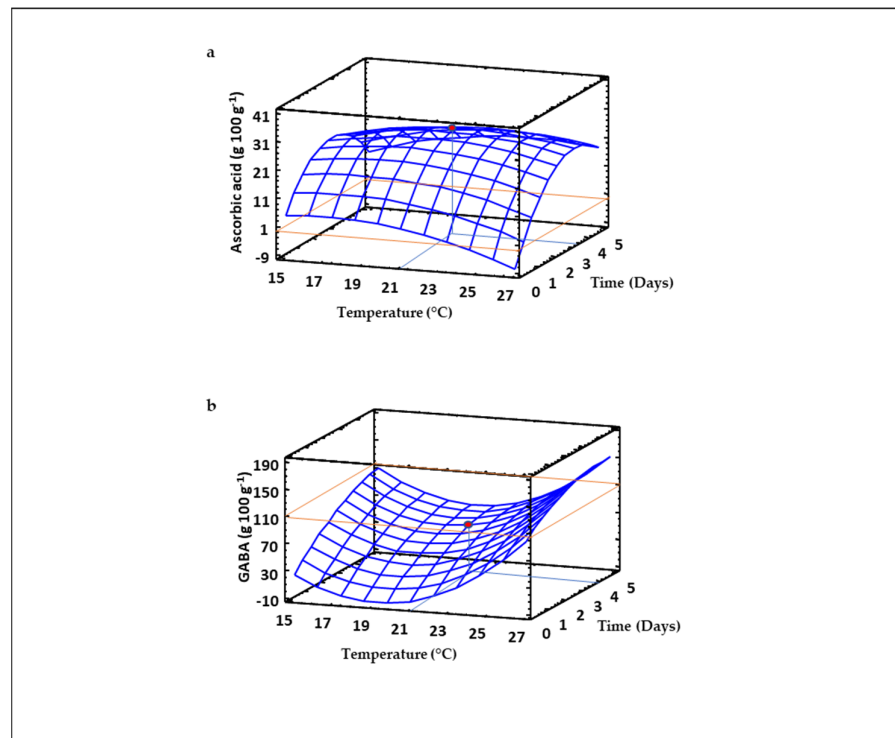 a
Ascorbic acid (g 100 g⁻¹)
41
31
21
11
1
-9
15 17 19 21 23 25 27
Temperature (°C)
0 1 2 3 4 5
Time (Days)
b
GABA (g 100 g⁻¹)
190
150
110
70
30
-10
15 17 19 21 23 25 27
Temperature (°C)
0 1 2 3 4 5
Time (Days)